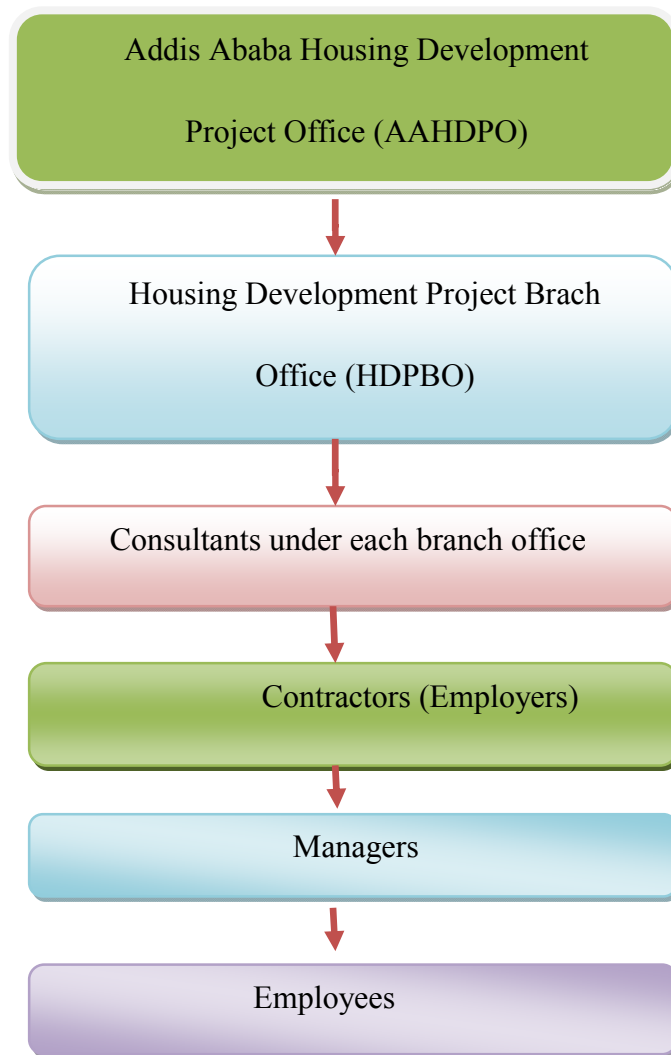 Addis Ababa Housing Development
Project Office (AAHDPO)
Housing Development Project Brach
Office (HDPBO)
Consultants under each branch office
Contractors (Employers)
Managers
Employees